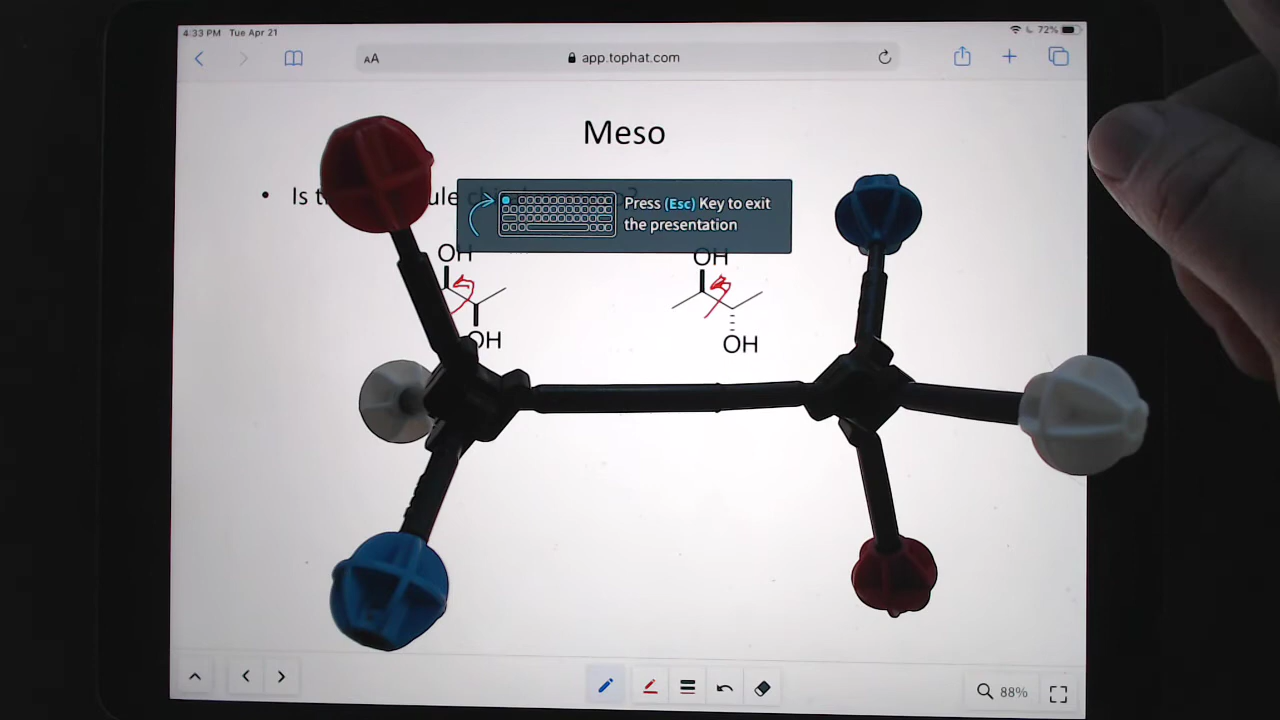 4:33 PM Tue Apr 21
72%
AA
app.tophat.com
Meso
• Is
Press (Esc) Key to exit
the presentation
OH
OH
OH
OH
88%